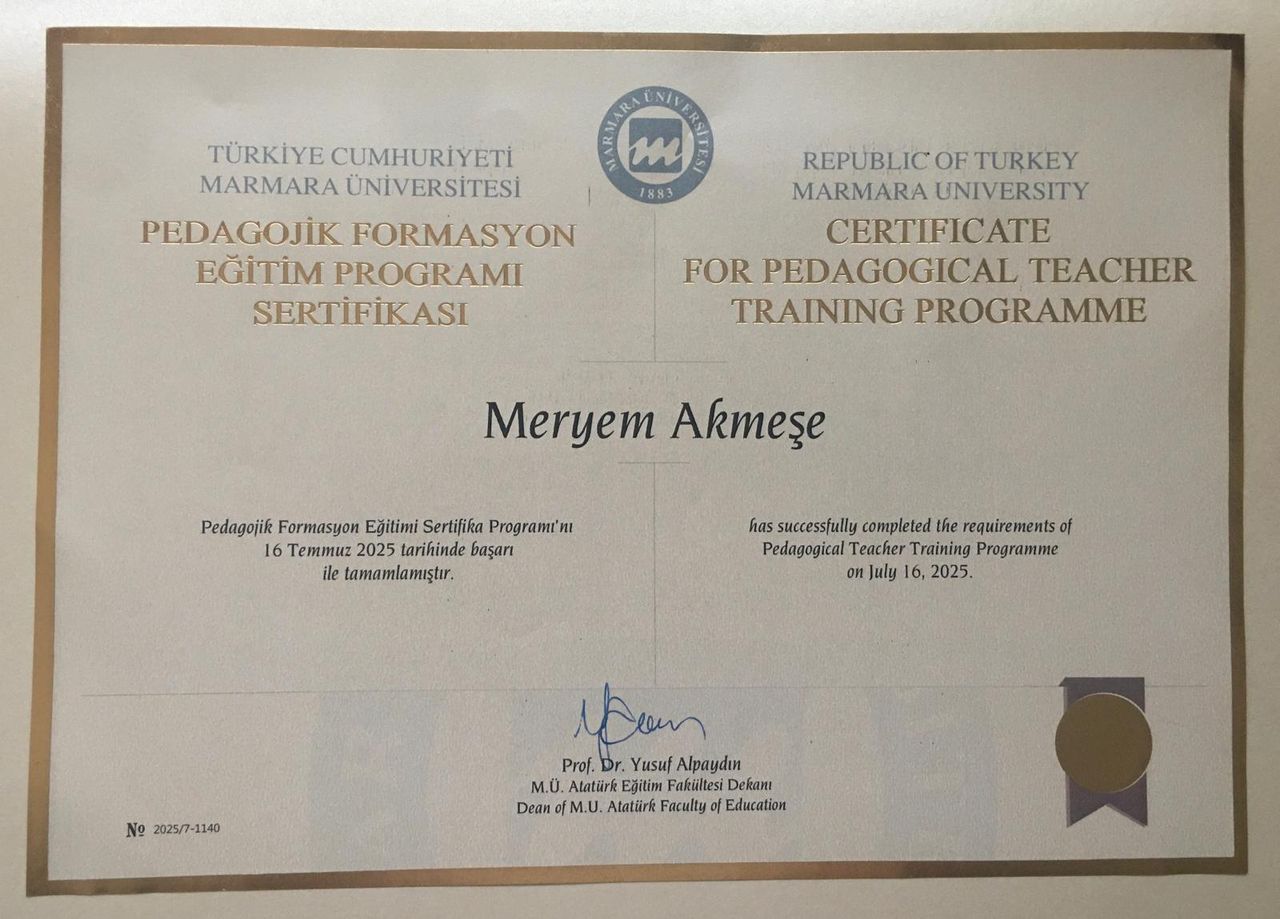 MARMARA ÜNİVERSİTESİ
1883
TÜRKİYE CUMHURİYETİ
MARMARA ÜNİVERSİTESİ
PEDAGOJİK FORMASYON
EĞİTİM PROGRAMI
SERTİFİKASI
REPUBLIC OF TURKEY
MARMARA UNIVERSITY
CERTIFICATE
FOR PEDAGOGICAL TEACHER
TRAINING PROGRAMME
Meryem Akmeşe
Pedagojik Formasyon Eğitimi Sertifika Programı'nı
16 Temmuz 2025 tarihinde başarı
ile tamamlamıştır.
has successfully completed the requirements of
Pedagogical Teacher Training Programme
on July 16, 2025.
Prof. Dr. Yusuf Alpaydın
M.Ü. Atatürk Eğitim Fakültesi Dekanı
Dean of M.U. Atatürk Faculty of Education
№ 2025/7-1140